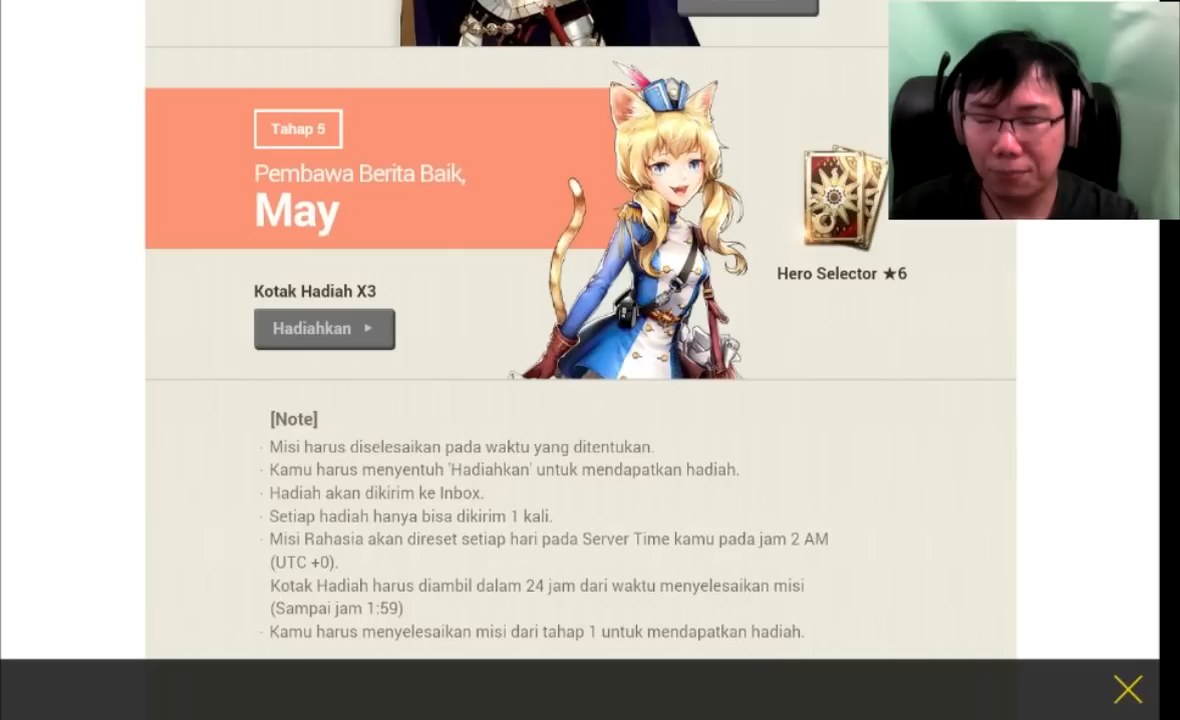 Tahap 5
Pembawa Berita Baik,
May
Kotak Hadiah X3
Hadiahkan
Hero Selector ★6
[Note]
· Misi harus diselesaikan pada waktu yang ditentukan.
· Kamu harus menyentuh 'Hadiahkan' untuk mendapatkan hadiah.
· Hadiah akan dikirim ke Inbox.
· Setiap hadiah hanya bisa dikirim 1 kali.
· Misi Rahasia akan direset setiap hari pada Server Time kamu pada jam 2 AM
(UTC +0).
Kotak Hadiah harus diambil dalam 24 jam dari waktu menyelesaikan misi
(Sampai jam 1:59)
· Kamu harus menyelesaikan misi dari tahap 1 untuk mendapatkan hadiah.